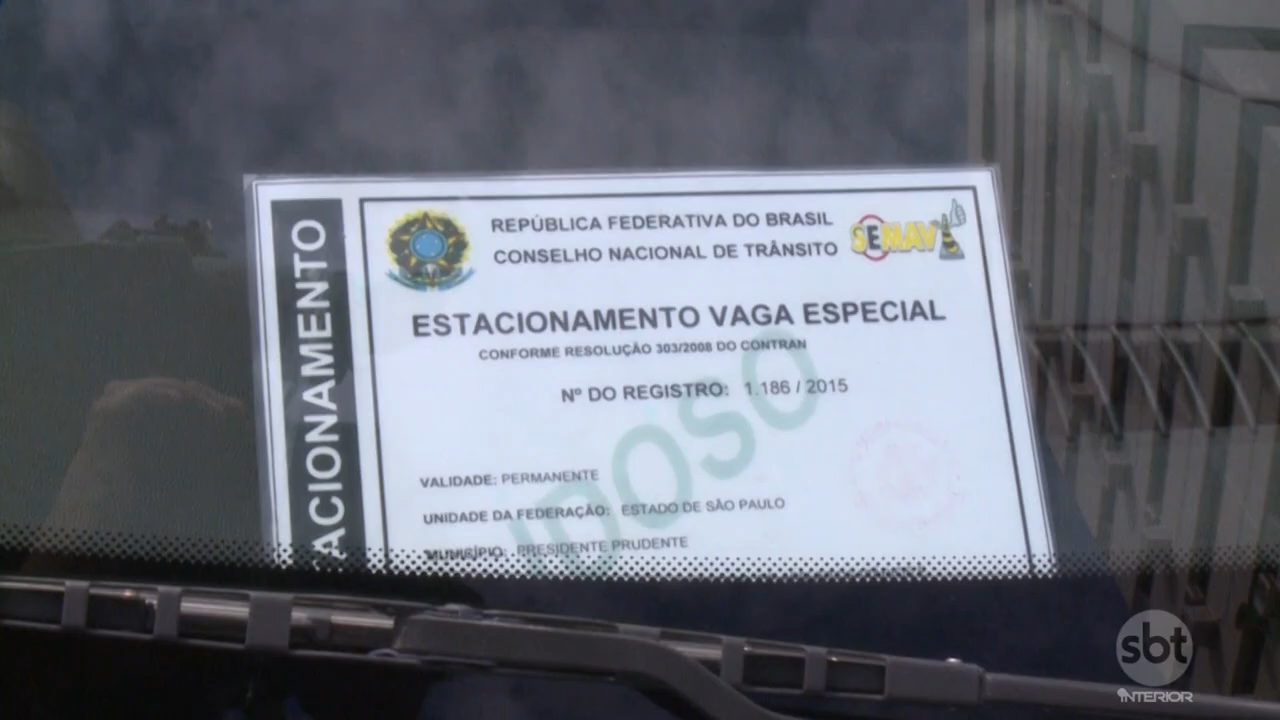 ACIONAMENTO
REPÚBLICA FEDERATIVA DO BRASIL
CONSELHO NACIONAL DE TRÂNSITO
SEMAV
ESTACIONAMENTO VAGA ESPECIAL
CONFORME RESOLUÇÃO 303/2008 DO CONTRAN
Nº DO REGISTRO: 1.186 / 2015
IDOSO
VALIDADE: PERMANENTE
UNIDADE DA FEDERAÇÃO: ESTADO DE SÃO PAULO
MUNICÍPIO: PRESIDENTE PRUDENTE
sbt
INTERIOR